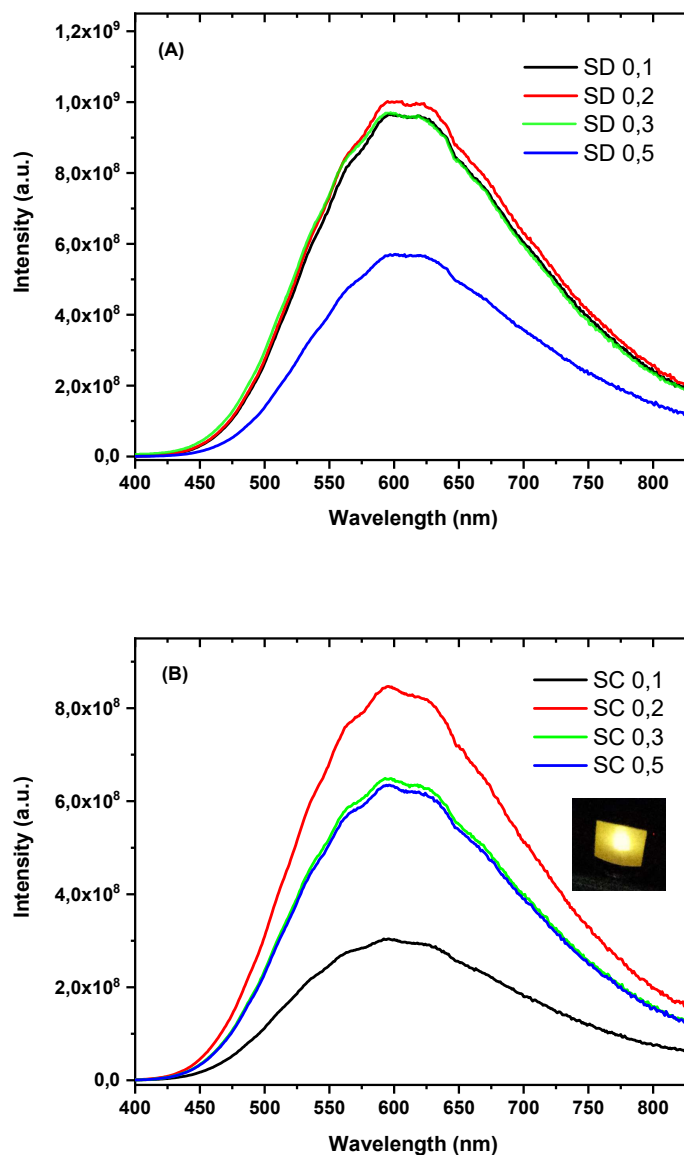 (A)
SD 0,1
SD 0,2
SD 0,3
SD 0,5
1,2x10⁹
1,0x10⁹
8,0x10⁸
6,0x10⁸
4,0x10⁸
2,0x10⁸
0,0
Intensity (a.u.)
400 450 500 550 600 650 700 750 800
Wavelength (nm)
(B)
SC 0,1
SC 0,2
SC 0,3
SC 0,5
8,0x10⁸
6,0x10⁸
4,0x10⁸
2,0x10⁸
0,0
Intensity (a.u.)
400 450 500 550 600 650 700 750 800
Wavelength (nm)